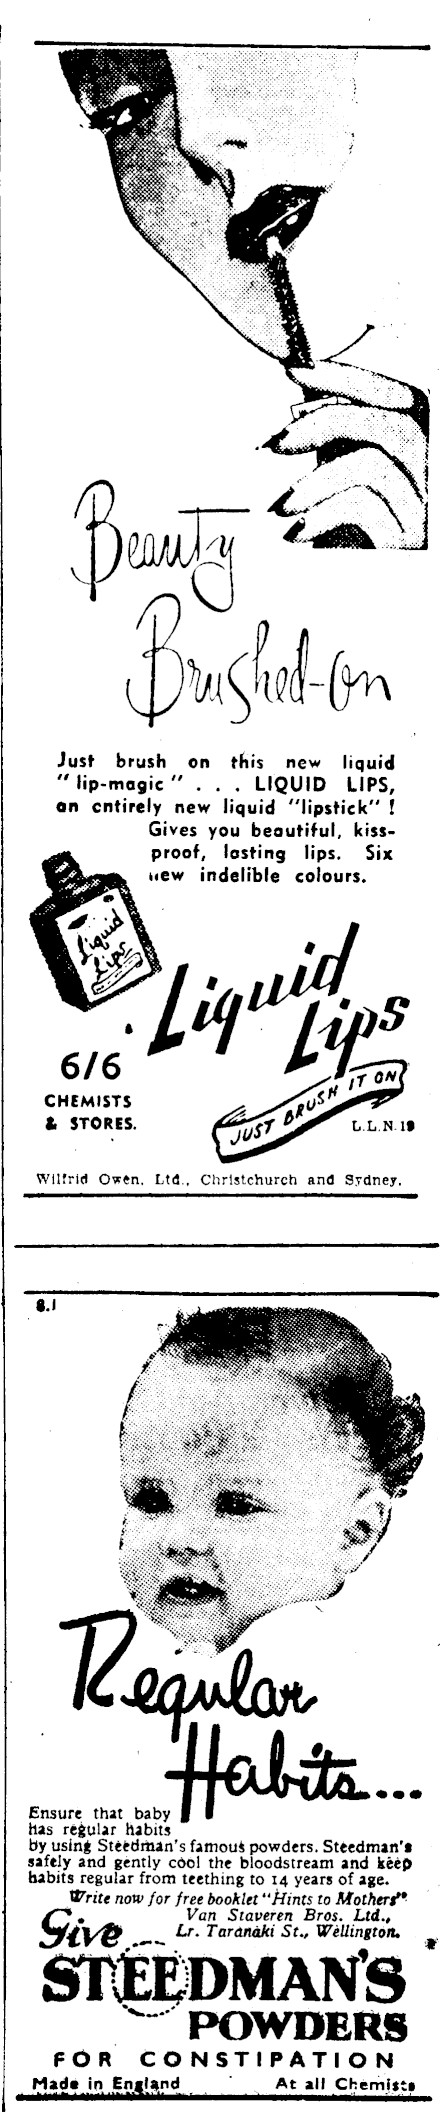 Beauty
Brushed-on
Just brush on this new liquid
"lip-magic" . . . LIQUID LIPS,
an entirely new liquid "lipstick" !
Gives you beautiful, kiss-
proof, lasting lips. Six
new indelible colours.
Liquid
Lips
Liquid
Lips
6/6
CHEMISTS
& STORES.
JUST BRUSH IT ON
L.L.N.19
Wilfrid Owen, Ltd., Christchurch and Sydney.
8.1
Regular
Habits...
Ensure that baby
has regular habits
by using Steedman's famous powders. Steedman's
safely and gently cool the bloodstream and keep
habits regular from teething to 14 years of age.
Write now for free booklet "Hints to Mothers"
Van Staveren Bros. Ltd.,
Lr. Taranaki St., Wellington.
Give
STEEDMAN'S
POWDERS
FOR CONSTIPATION
Made in England At all Chemists